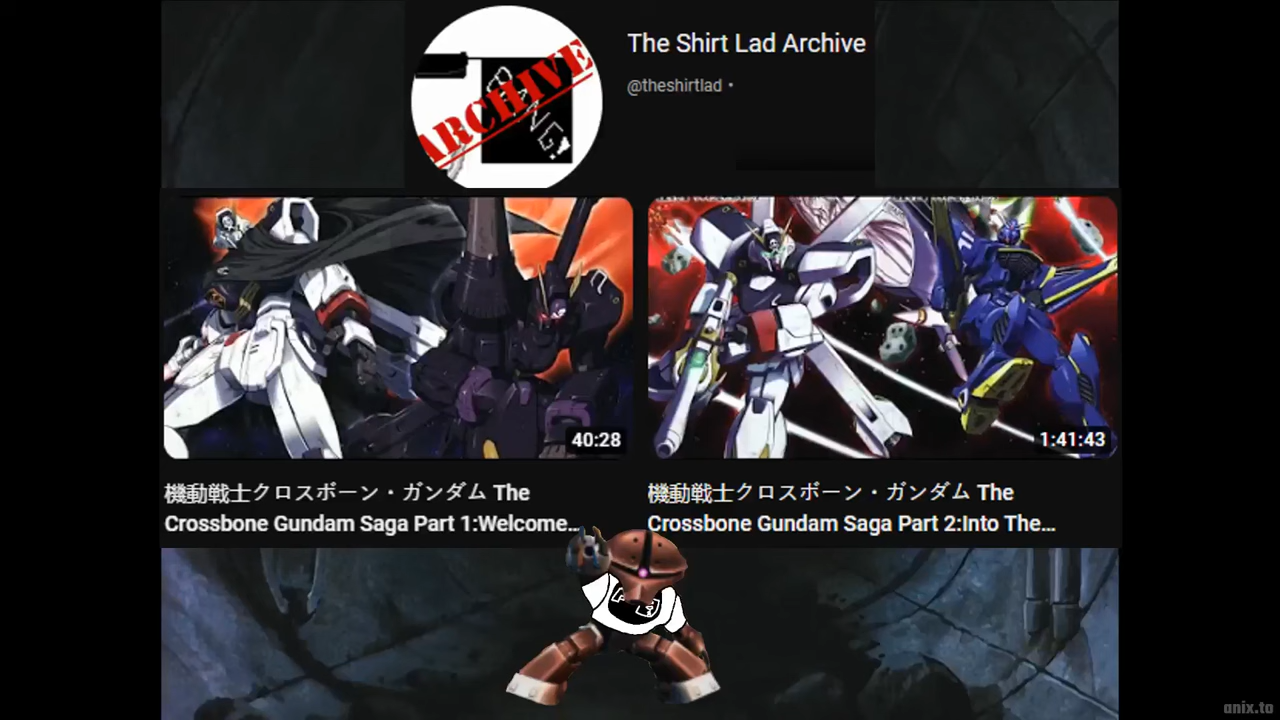 The Shirt Lad Archive
@theshirtlad •
ARCHIVE
BANG!
40:28
1:41:43
機動戦士クロスボーン・ガンダム The
Crossbone Gundam Saga Part 1:Welcome...
機動戦士クロスボーン・ガンダム The
Crossbone Gundam Saga Part 2:Into The...
anix.to